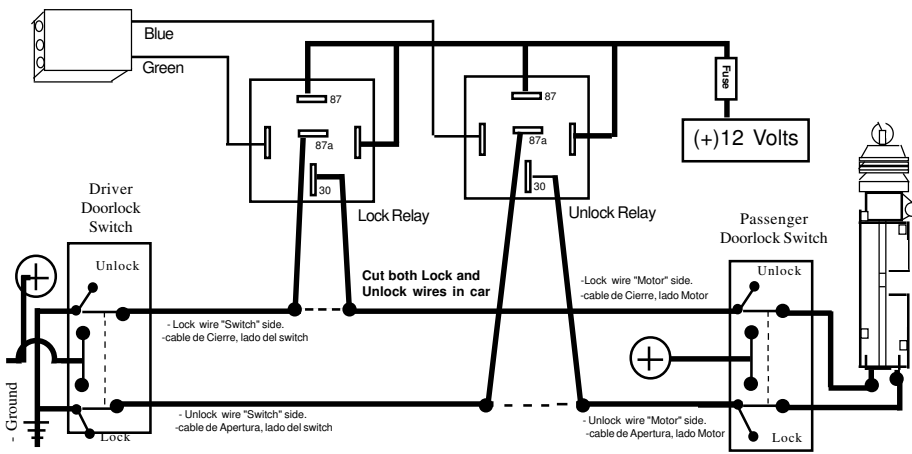 Blue
Green
87
87a
30
Lock Relay
87
87a
30
Unlock Relay
Fuse
(+)12 Volts
Driver
Doorlock
Switch
Passenger
Doorlock Switch
Unlock
Cut both Lock and
Unlock wires in car
-Lock wire "Motor" side.
-cable de Cierre, lado Motor
Unlock
- Lock wire "Switch" side.
-cable de Cierre, lado del switch
- Ground
- Unlock wire "Switch" side.
-cable de Apertura, lado del switch
Lock
- Unlock wire "Motor" side.
-cable de Apertura, lado Motor
Lock